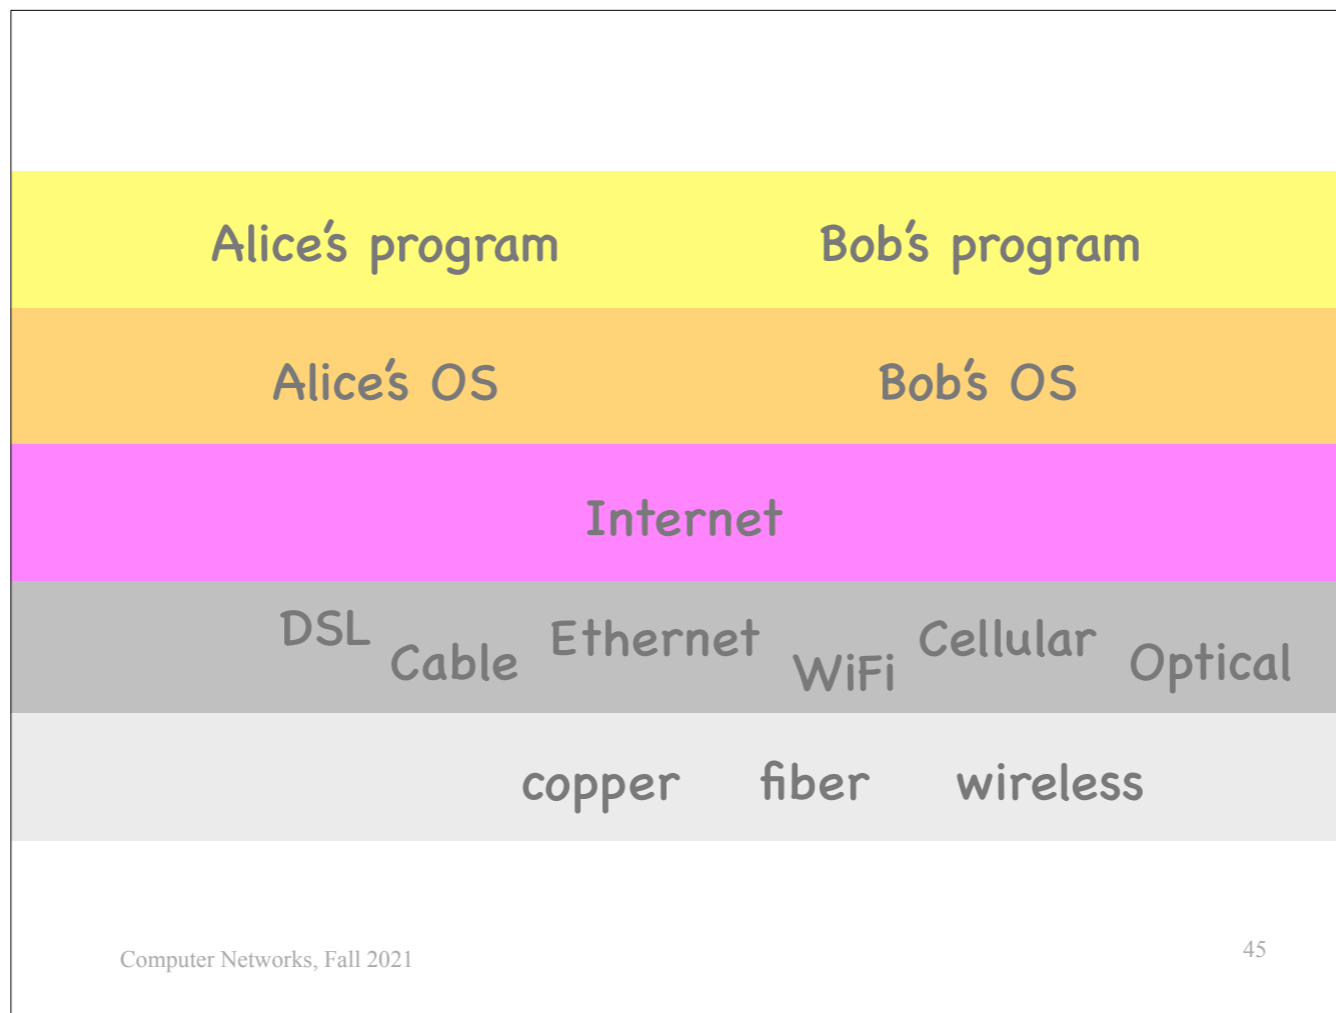 Alice's program Bob's program
Alice's OS Bob's OS
Internet
DSL Cable Ethernet WiFi Cellular Optical
copper fiber wireless
Computer Networks, Fall 2021 45